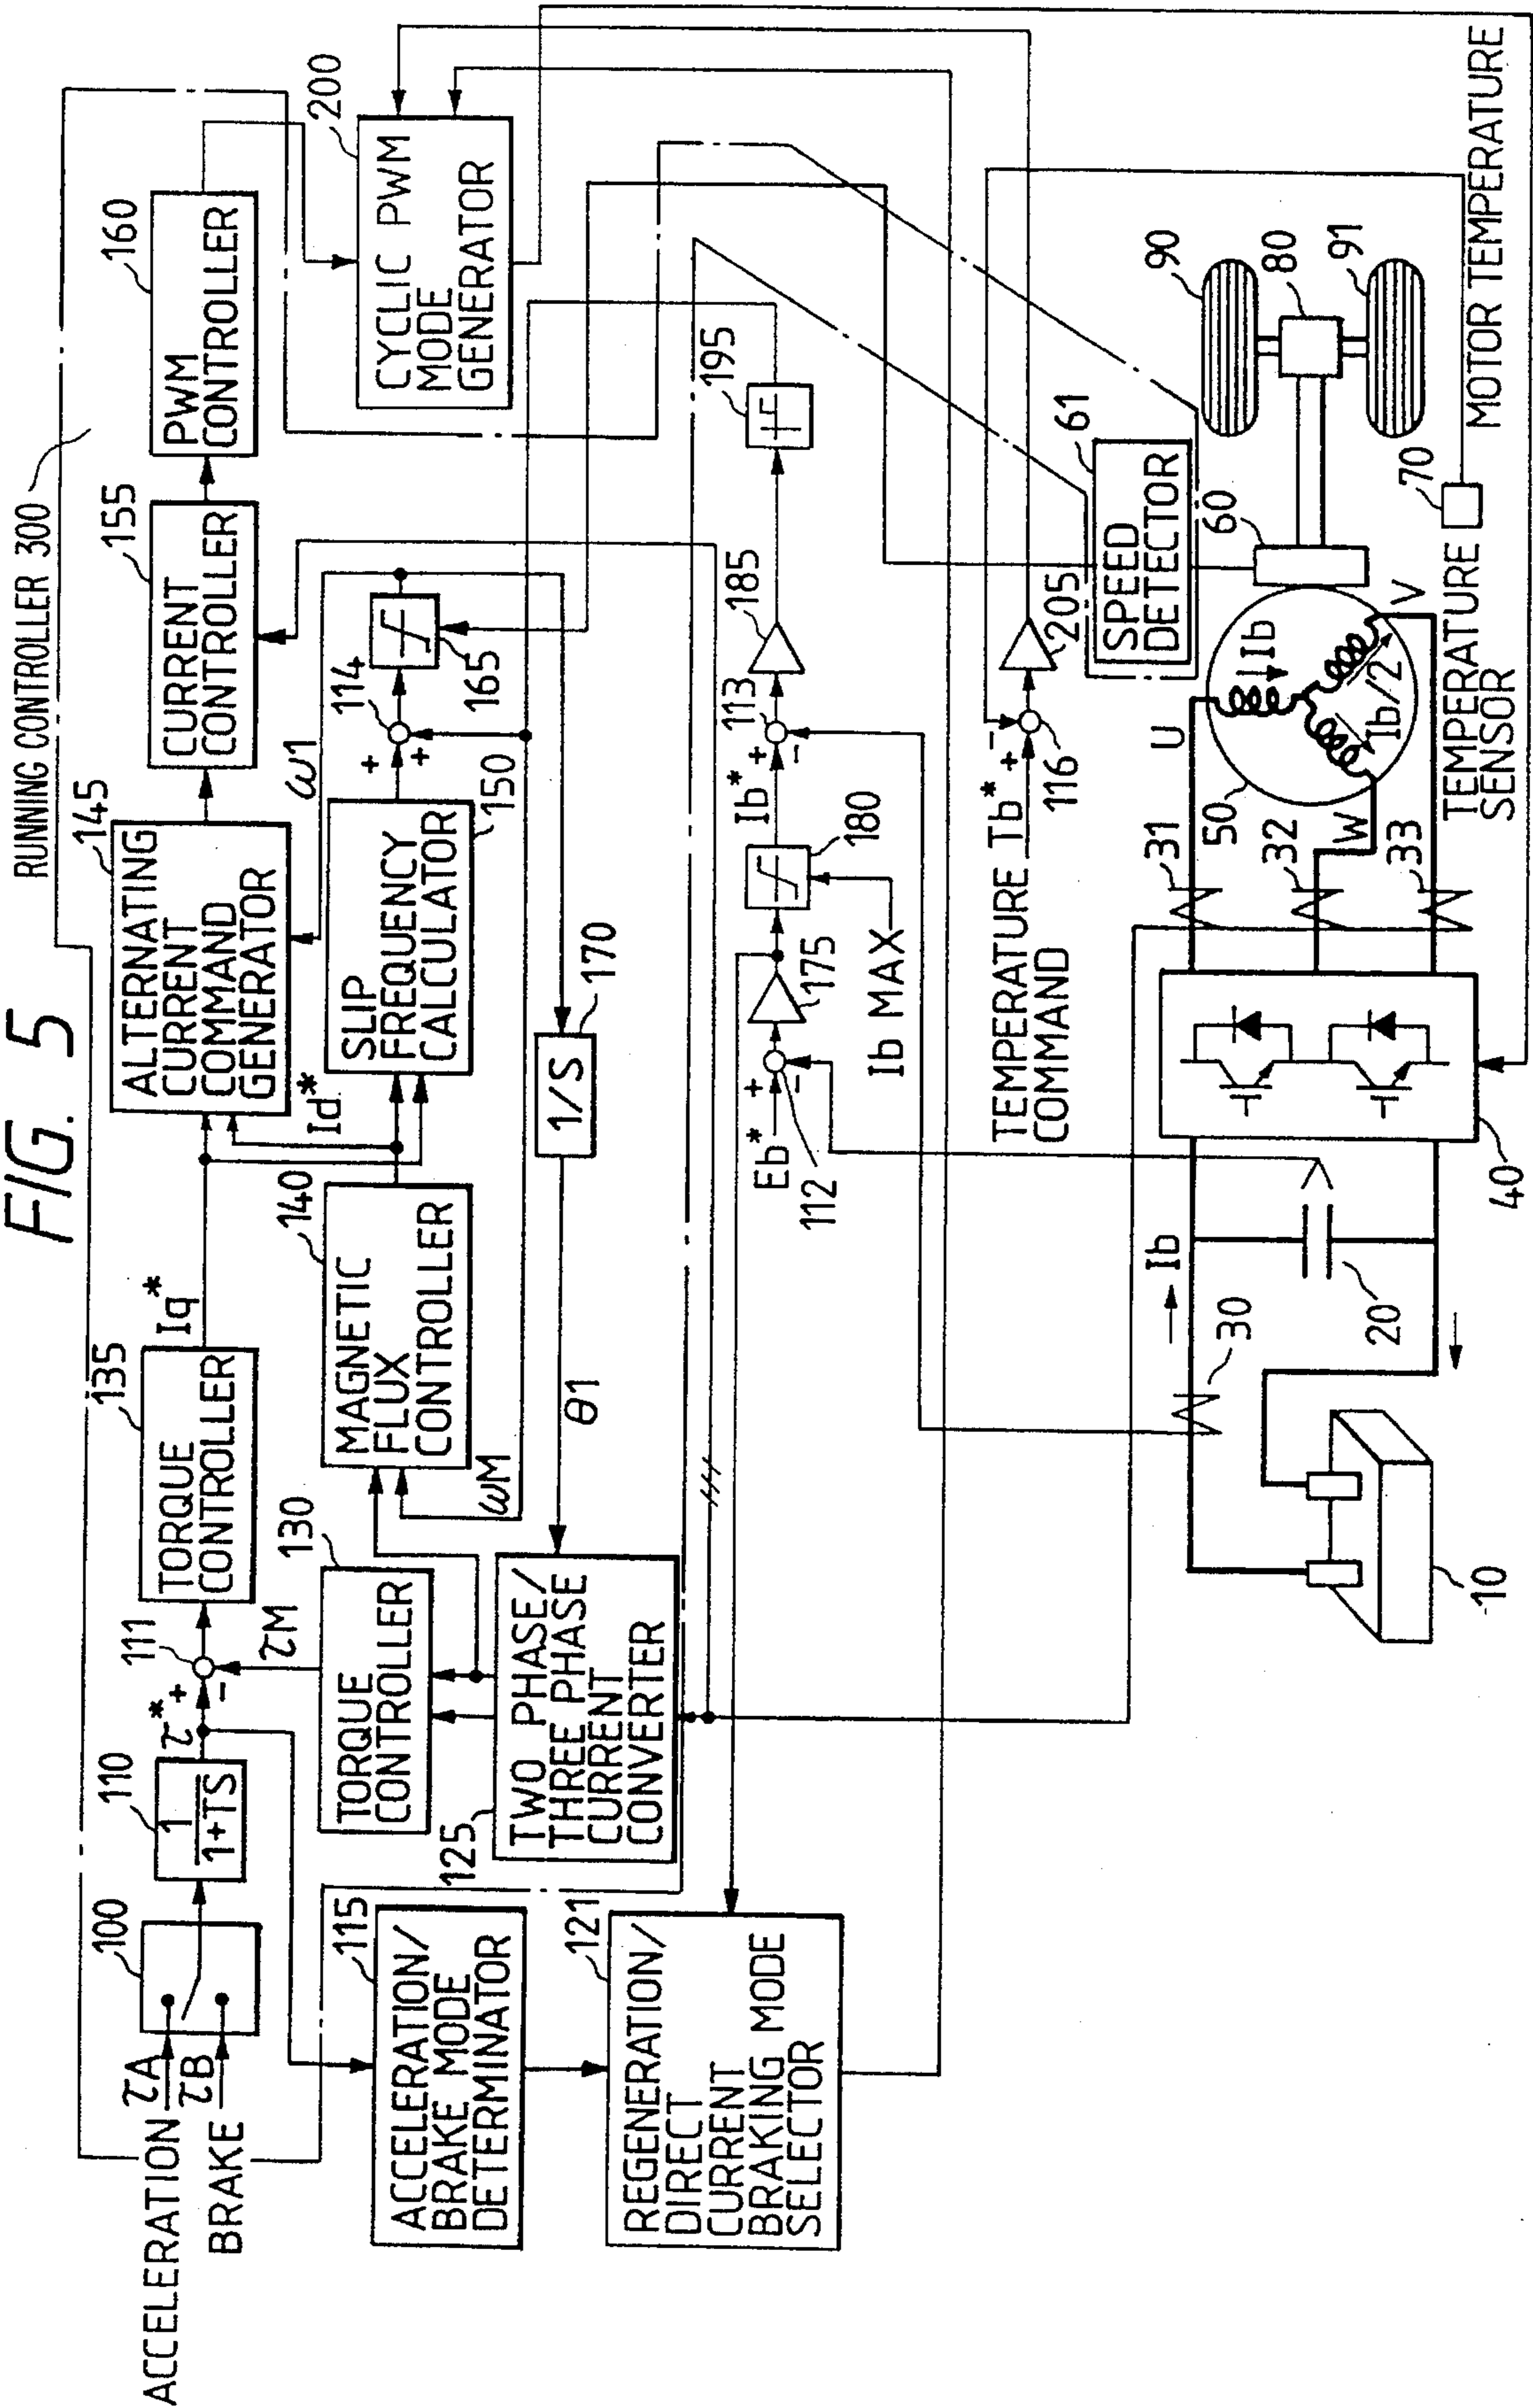 FIG. 5
RUNNING CONTROLLER 300
ACCELERATION τA
BRAKE τB
100
110
1
1+TS
τ*
+
-
111
τM
135
TORQUE
CONTROLLER
Iq*
145
ALTERNATING
CURRENT
COMMAND
GENERATOR
ω1
155
CURRENT
CONTROLLER
160
PWM
CONTROLLER
200
CYCLIC PWM
MODE
GENERATOR
130
TORQUE
CONTROLLER
140
MAGNETIC
FLUX
CONTROLLER
ωM
Id*
SLIP
FREQUENCY
CALCULATOR
150
+
+
114
165
125
TWO PHASE/
THREE PHASE
CURRENT
CONVERTER
θ1
1/S
170
115
ACCELERATION/
BRAKE MODE
DETERMINATOR
121
REGENERATION/
DIRECT
CURRENT
BRAKING MODE
SELECTOR
Eb*
+
-
112
175
180
Ib MAX
Ib*
+
-
113
185
195
TEMPERATURE Tb*
COMMAND
+
-
116
205
61
SPEED
DETECTOR
10
30
Ib
20
40
31
32
33
U
W
V
50
Ib
Ib/2
60
80
90
91
TEMPERATURE
SENSOR
70
MOTOR TEMPERATURE